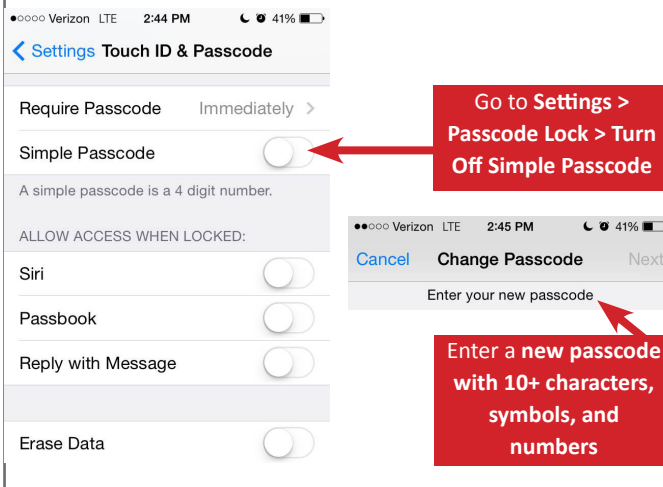 Verizon LTE 2:44 PM 41%
Settings Touch ID & Passcode
Require Passcode Immediately
Simple Passcode
A simple passcode is a 4 digit number.
ALLOW ACCESS WHEN LOCKED:
Siri
Passbook
Reply with Message
Erase Data
Go to Settings >
Passcode Lock > Turn
Off Simple Passcode
Verizon LTE 2:45 PM 41%
Cancel Change Passcode Next
Enter your new passcode
Enter a new passcode
with 10+ characters,
symbols, and
numbers